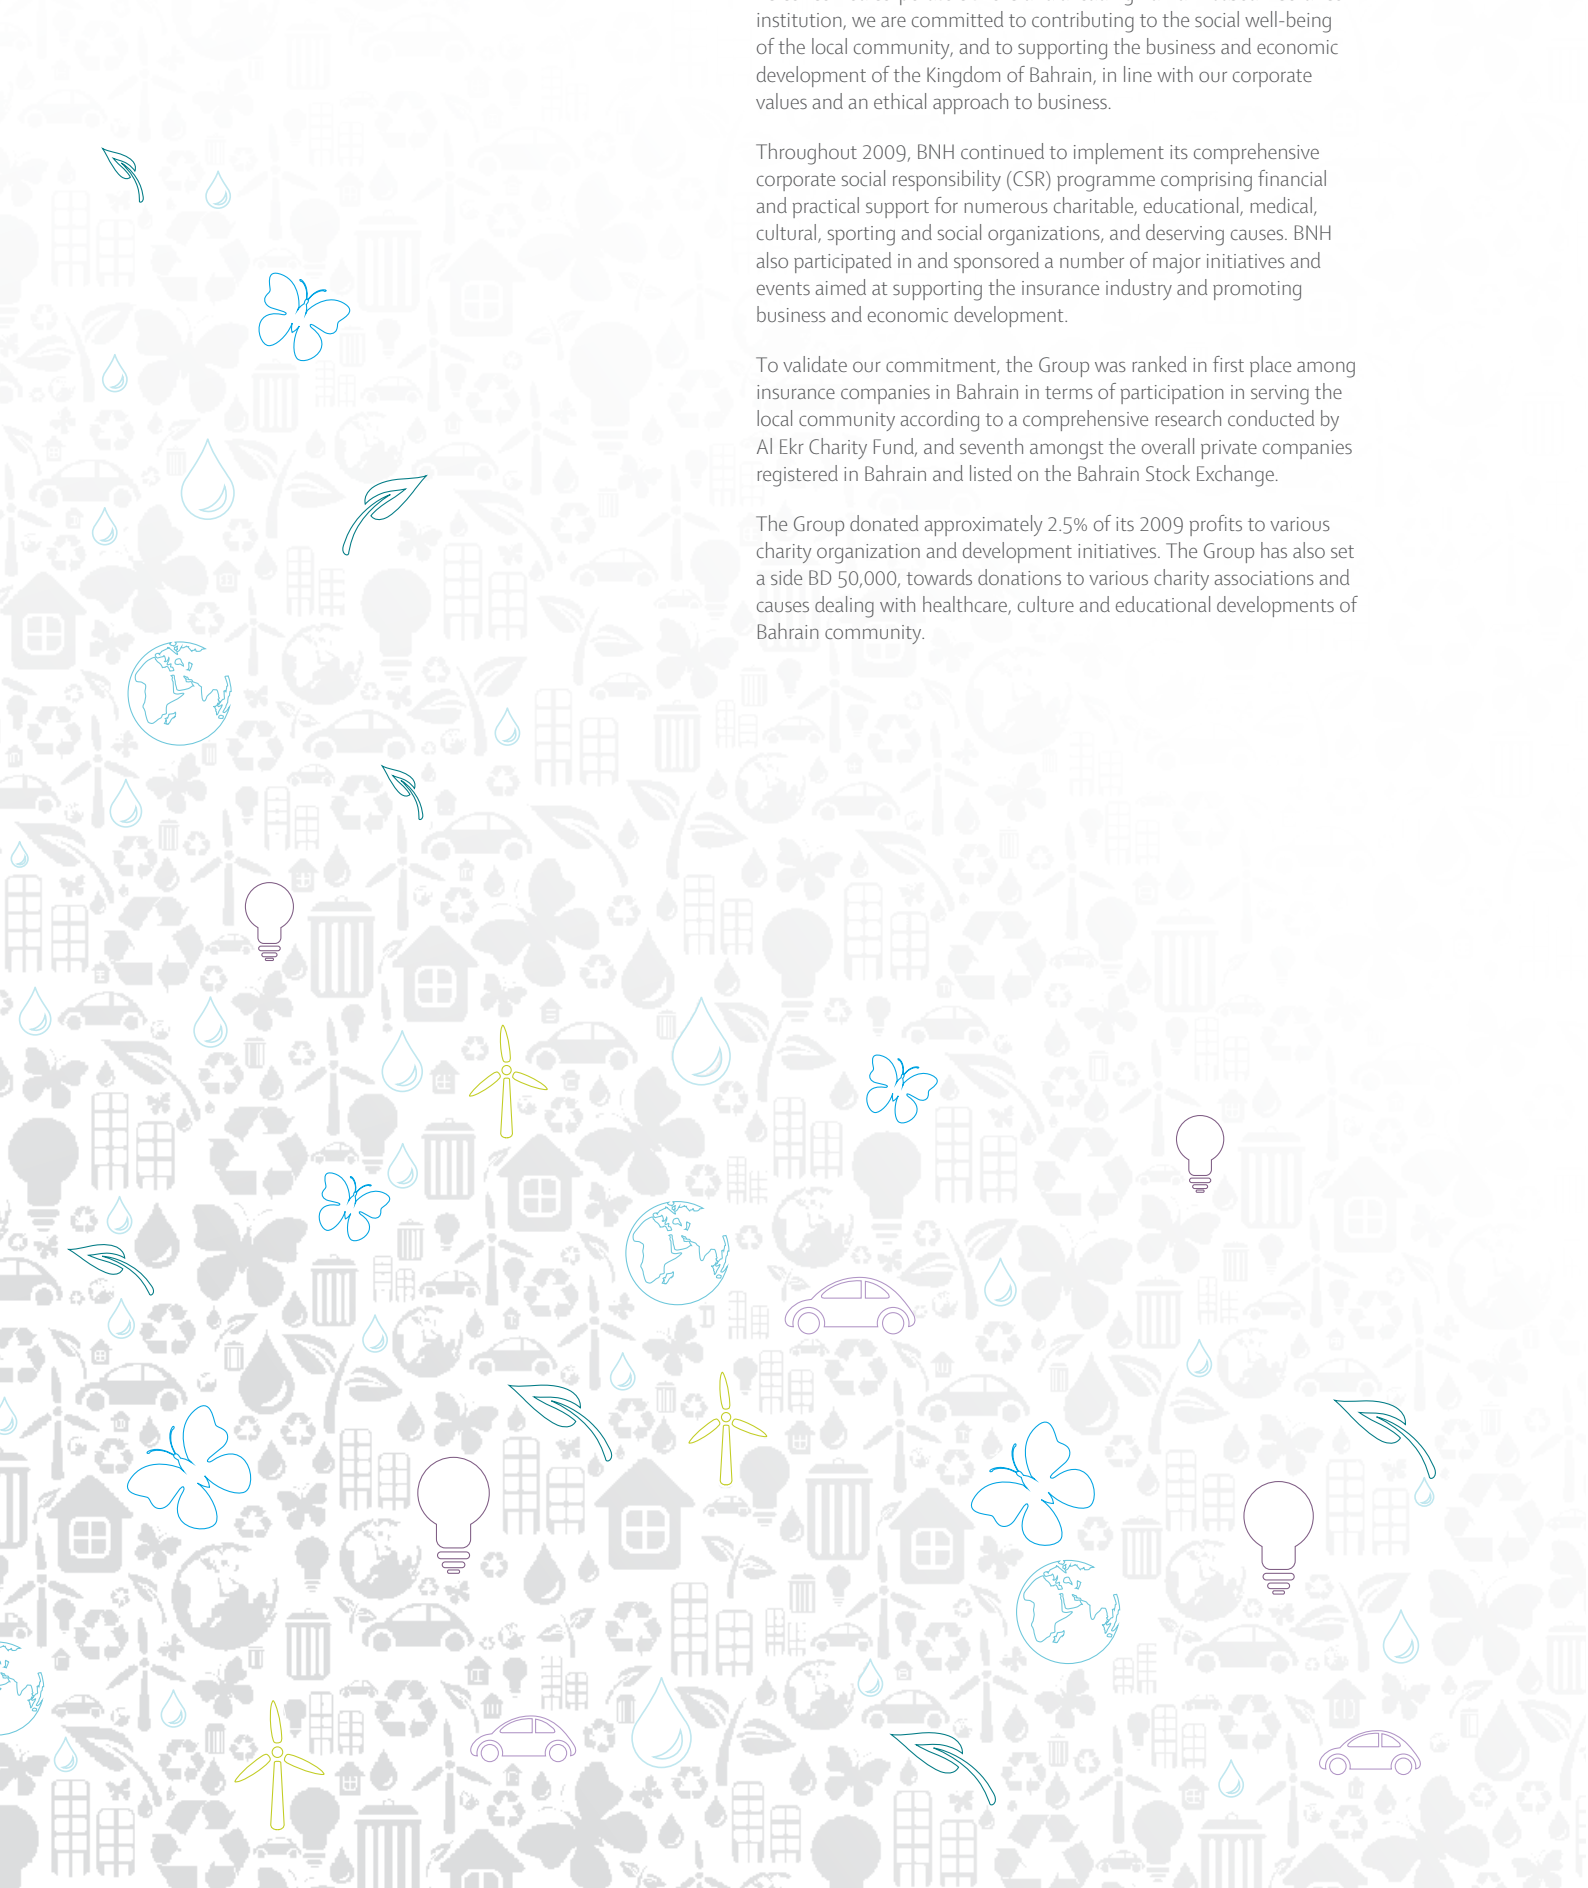 institution, we are committed to contributing to the social well-being
of the local community, and to supporting the business and economic
development of the Kingdom of Bahrain, in line with our corporate
values and an ethical approach to business.
Throughout 2009, BNH continued to implement its comprehensive
corporate social responsibility (CSR) programme comprising financial
and practical support for numerous charitable, educational, medical,
cultural, sporting and social organizations, and deserving causes. BNH
also participated in and sponsored a number of major initiatives and
events aimed at supporting the insurance industry and promoting
business and economic development.
To validate our commitment, the Group was ranked in first place among
insurance companies in Bahrain in terms of participation in serving the
local community according to a comprehensive research conducted by
Al Ekr Charity Fund, and seventh amongst the overall private companies
registered in Bahrain and listed on the Bahrain Stock Exchange.
The Group donated approximately 2.5% of its 2009 profits to various
charity organization and development initiatives. The Group has also set
a side BD 50,000, towards donations to various charity associations and
causes dealing with healthcare, culture and educational developments of
Bahrain community.